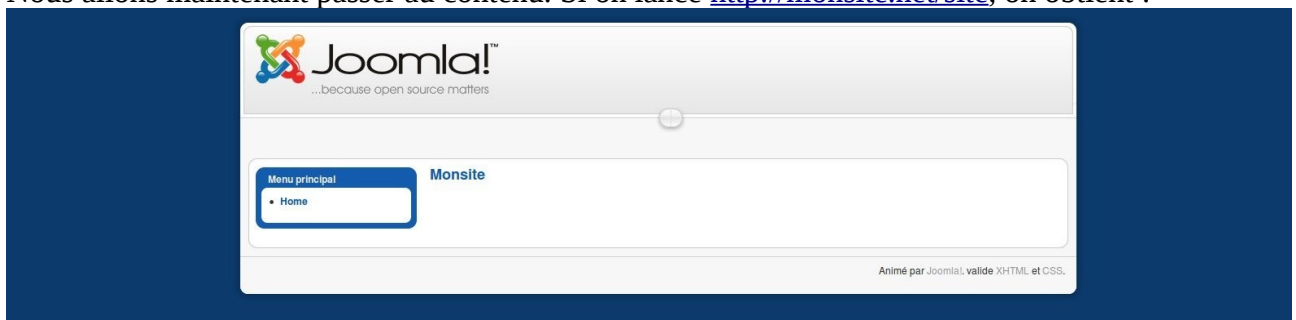 Nous allons maintenant passer au contenu. Si on lance http://monsite.net/site, on obtient :
Joomla!™
...because open source matters
Menu principal
Monsite
• Home
Animé par Joomla!. valide XHTML et CSS.